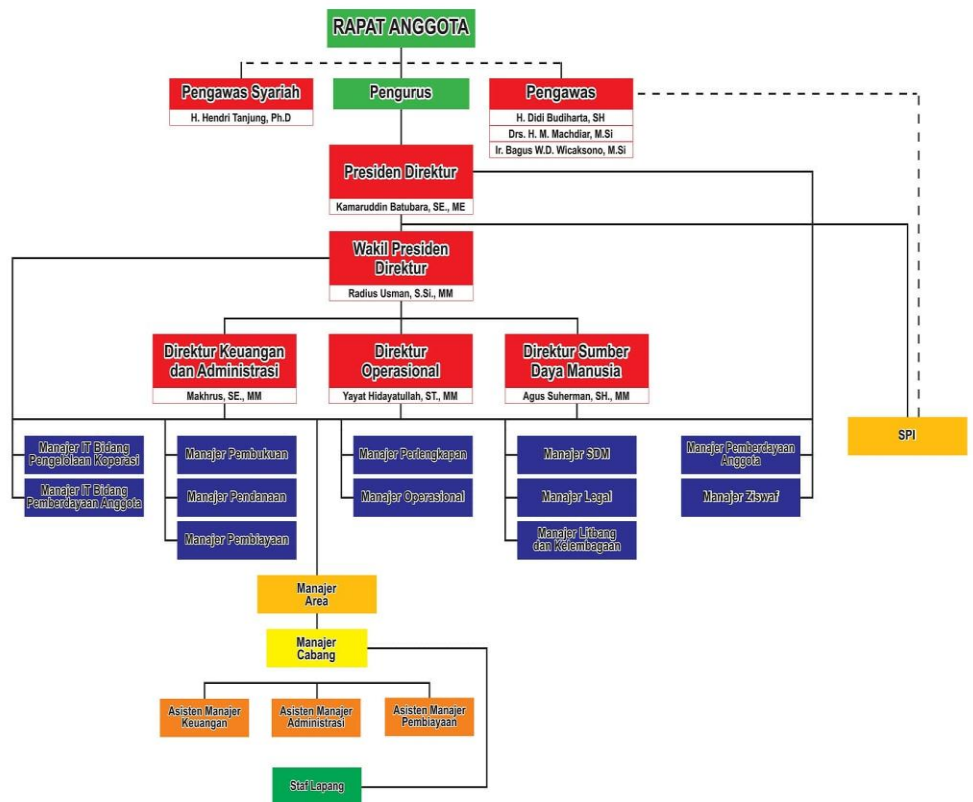 RAPAT ANGGOTA
Pengawas Syariah
H. Hendri Tanjung, Ph.D
Pengurus
Pengawas
H. Didi Budiharta, SH
Drs. H. M. Machdiar, M.Si
Ir. Bagus W.D. Wicaksono, M.Si
Presiden Direktur
Kamaruddin Batubara, SE., ME
Wakil Presiden
Direktur
Radius Usman, S.Si., MM
Direktur Keuangan
dan Administrasi
Makhrus, SE., MM
Direktur
Operasional
Yayat Hidayatullah, ST., MM
Direktur Sumber
Daya Manusia
Agus Suherman, SH., MM
SPI
Manajer IT Bidang
Pengelolaan Koperasi
Manajer IT Bidang
Pemberdayaan Anggota
Manajer Pembukuan
Manajer Pendanaan
Manajer Pembiayaan
Manajer Perlengkapan
Manajer Operasional
Manajer SDM
Manajer Legal
Manajer Litbang
dan Kelembagaan
Manajer Pemberdayaan
Anggota
Manajer Ziswaf
Manajer
Area
Manajer
Cabang
Asisten Manajer
Keuangan
Asisten Manajer
Administrasi
Asisten Manajer
Pembiayaan
Staf Lapang